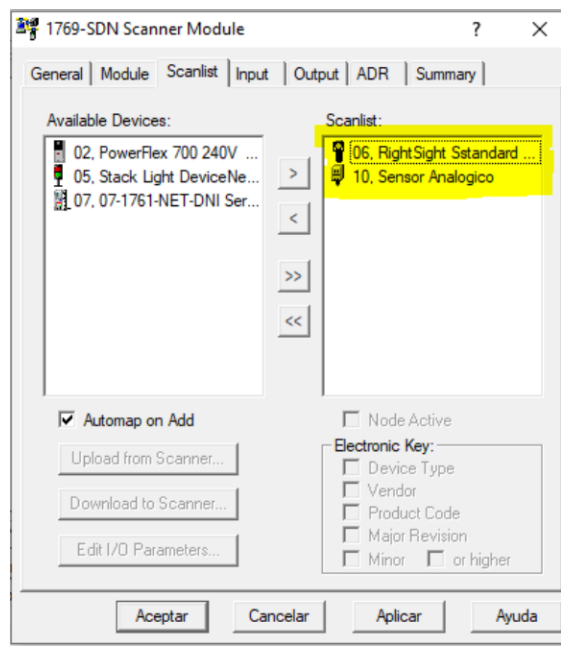 1769-SDN Scanner Module
General Module Scanlist Input Output ADR Summary
Available Devices:
02, PowerFlex 700 240V ...
05, Stack Light DeviceNe...
07, 07-1761-NET-DNI Ser...
>
<
>>
<<
Scanlist:
06, RightSight Sstandard ...
10, Sensor Analogico
Automap on Add
Upload from Scanner...
Download to Scanner...
Edit I/O Parameters...
Node Active
Electronic Key:
Device Type
Vendor
Product Code
Major Revision
Minor or higher
Aceptar Cancelar Aplicar Ayuda